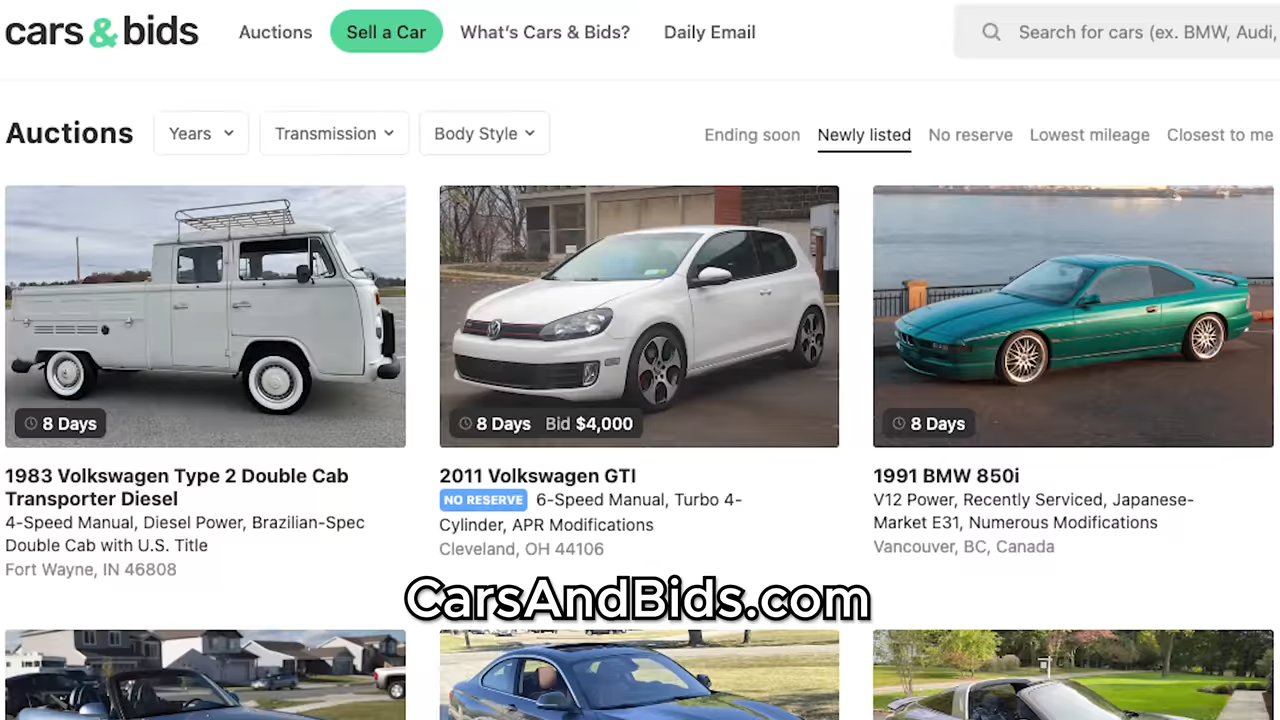 cars & bids
Auctions
Sell a Car
What's Cars & Bids?
Daily Email
Search for cars (ex. BMW, Audi,
Auctions
Years
Transmission
Body Style
Ending soon
Newly listed
No reserve
Lowest mileage
Closest to me
8 Days
8 Days Bid $4,000
8 Days
1983 Volkswagen Type 2 Double Cab
Transporter Diesel
4-Speed Manual, Diesel Power, Brazilian-Spec
Double Cab with U.S. Title
Fort Wayne, IN 46808
2011 Volkswagen GTI
NO RESERVE 6-Speed Manual, Turbo 4-
Cylinder, APR Modifications
Cleveland, OH 44106
1991 BMW 850i
V12 Power, Recently Serviced, Japanese-
Market E31, Numerous Modifications
Vancouver, BC, Canada
CarsAndBids.com